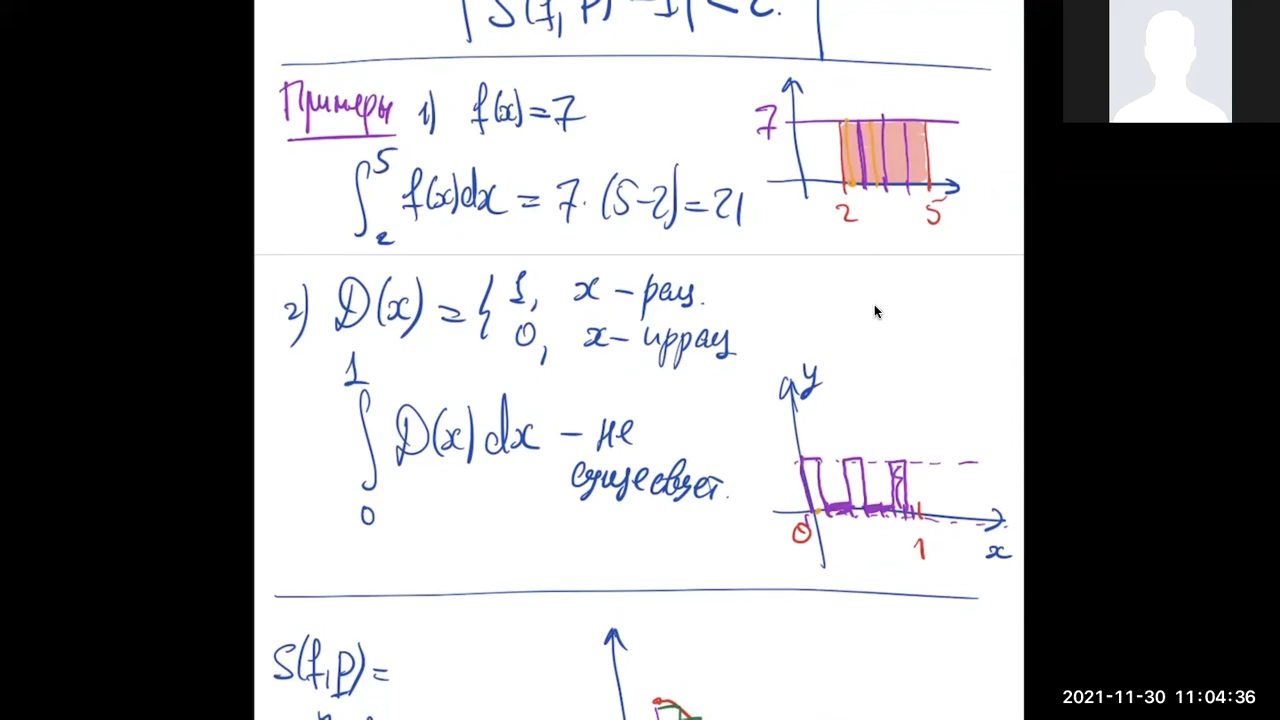 |S(f, p) - I| < ε.
Примеры 1) f(x)=7
∫₂⁵ f(x)dx = 7·(5-2)=21
7
2 5
2) D(x) = { 1, x - рац.
0, x - иррац
∫₀¹ D(x)dx - не
существует.
y
0 1 x
S(f,p)=
2021-11-30 11:04:36